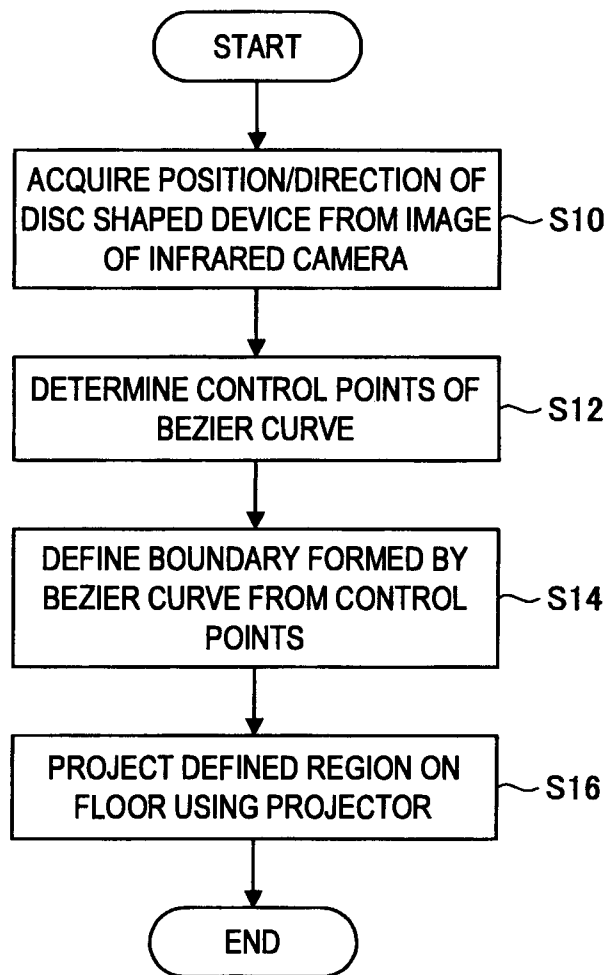 START
ACQUIRE POSITION/DIRECTION OF
DISC SHAPED DEVICE FROM IMAGE
OF INFRARED CAMERA
S10
DETERMINE CONTROL POINTS OF
BEZIER CURVE
S12
DEFINE BOUNDARY FORMED BY
BEZIER CURVE FROM CONTROL
POINTS
S14
PROJECT DEFINED REGION ON
FLOOR USING PROJECTOR
S16
END